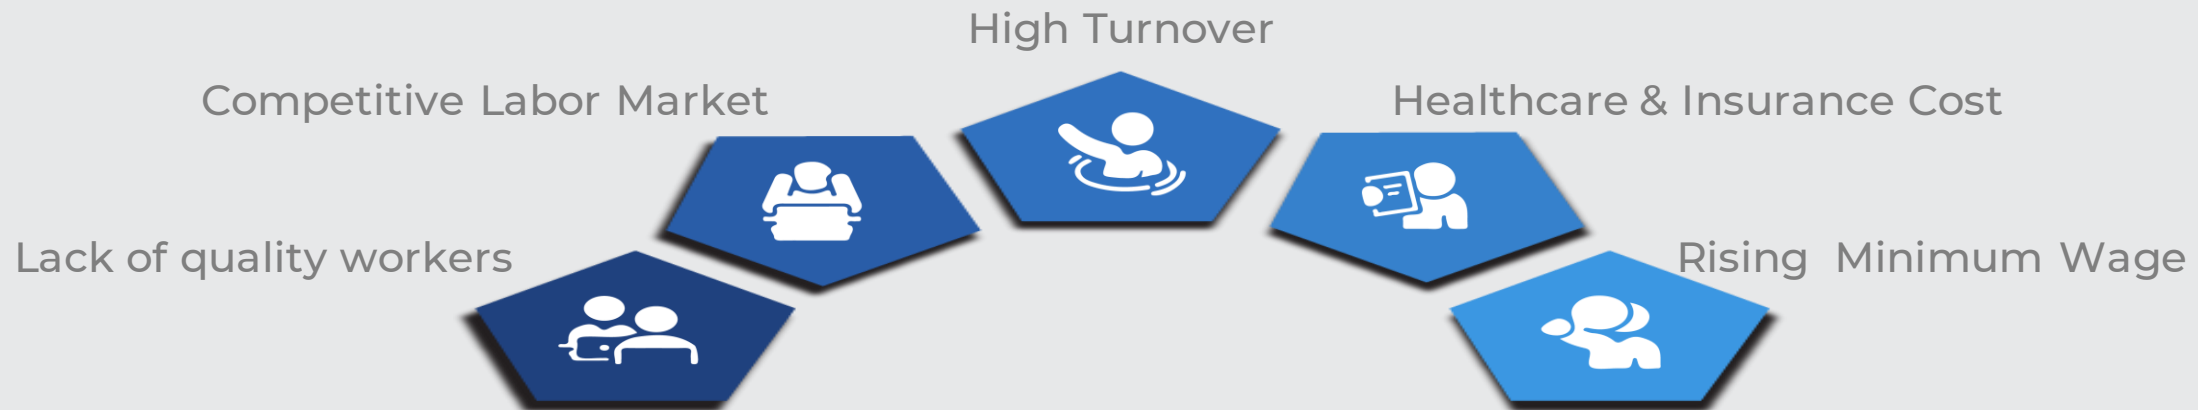 High Turnover
Competitive Labor Market
Healthcare & Insurance Cost
Lack of quality workers
Rising  Minimum Wage